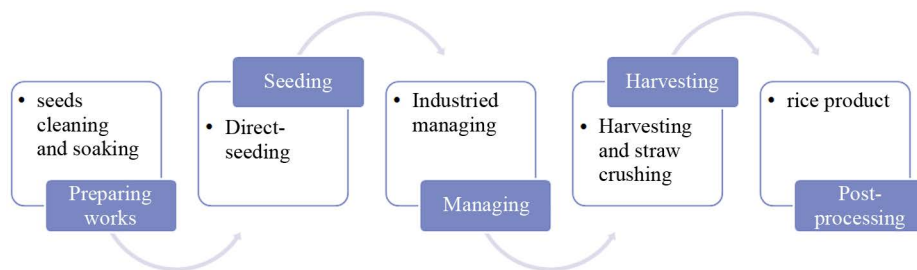 • seeds
cleaning
and soaking
Preparing
works
Seeding
• Direct-
seeding
• Industried
managing
Managing
Harvesting
• Harvesting
and straw
crushing
• rice product
Post-
processing